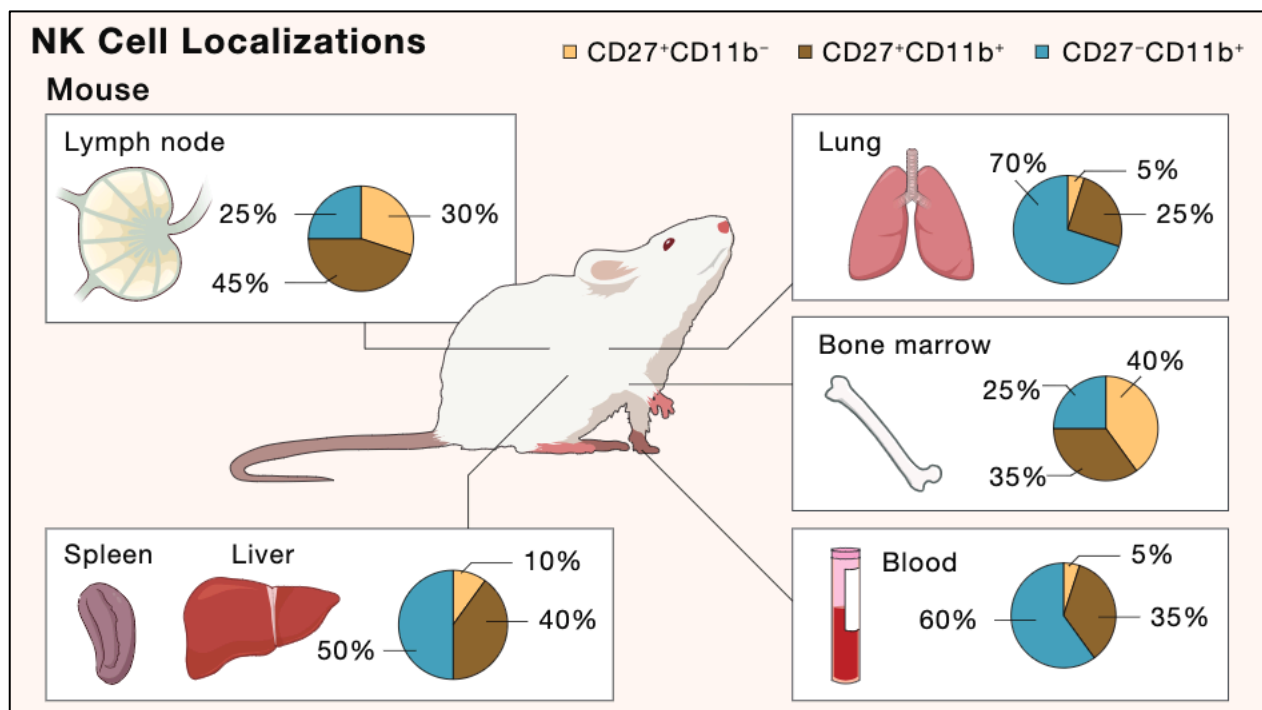 NK Cell Localizations
CD27⁺CD11b⁻ CD27⁺CD11b⁺ CD27⁻CD11b⁺
Mouse
Lymph node
25% 30%
45%
Lung
70% 5%
25%
Bone marrow
40%
25%
35%
Spleen Liver
10%
40%
50%
Blood
5%
60% 35%